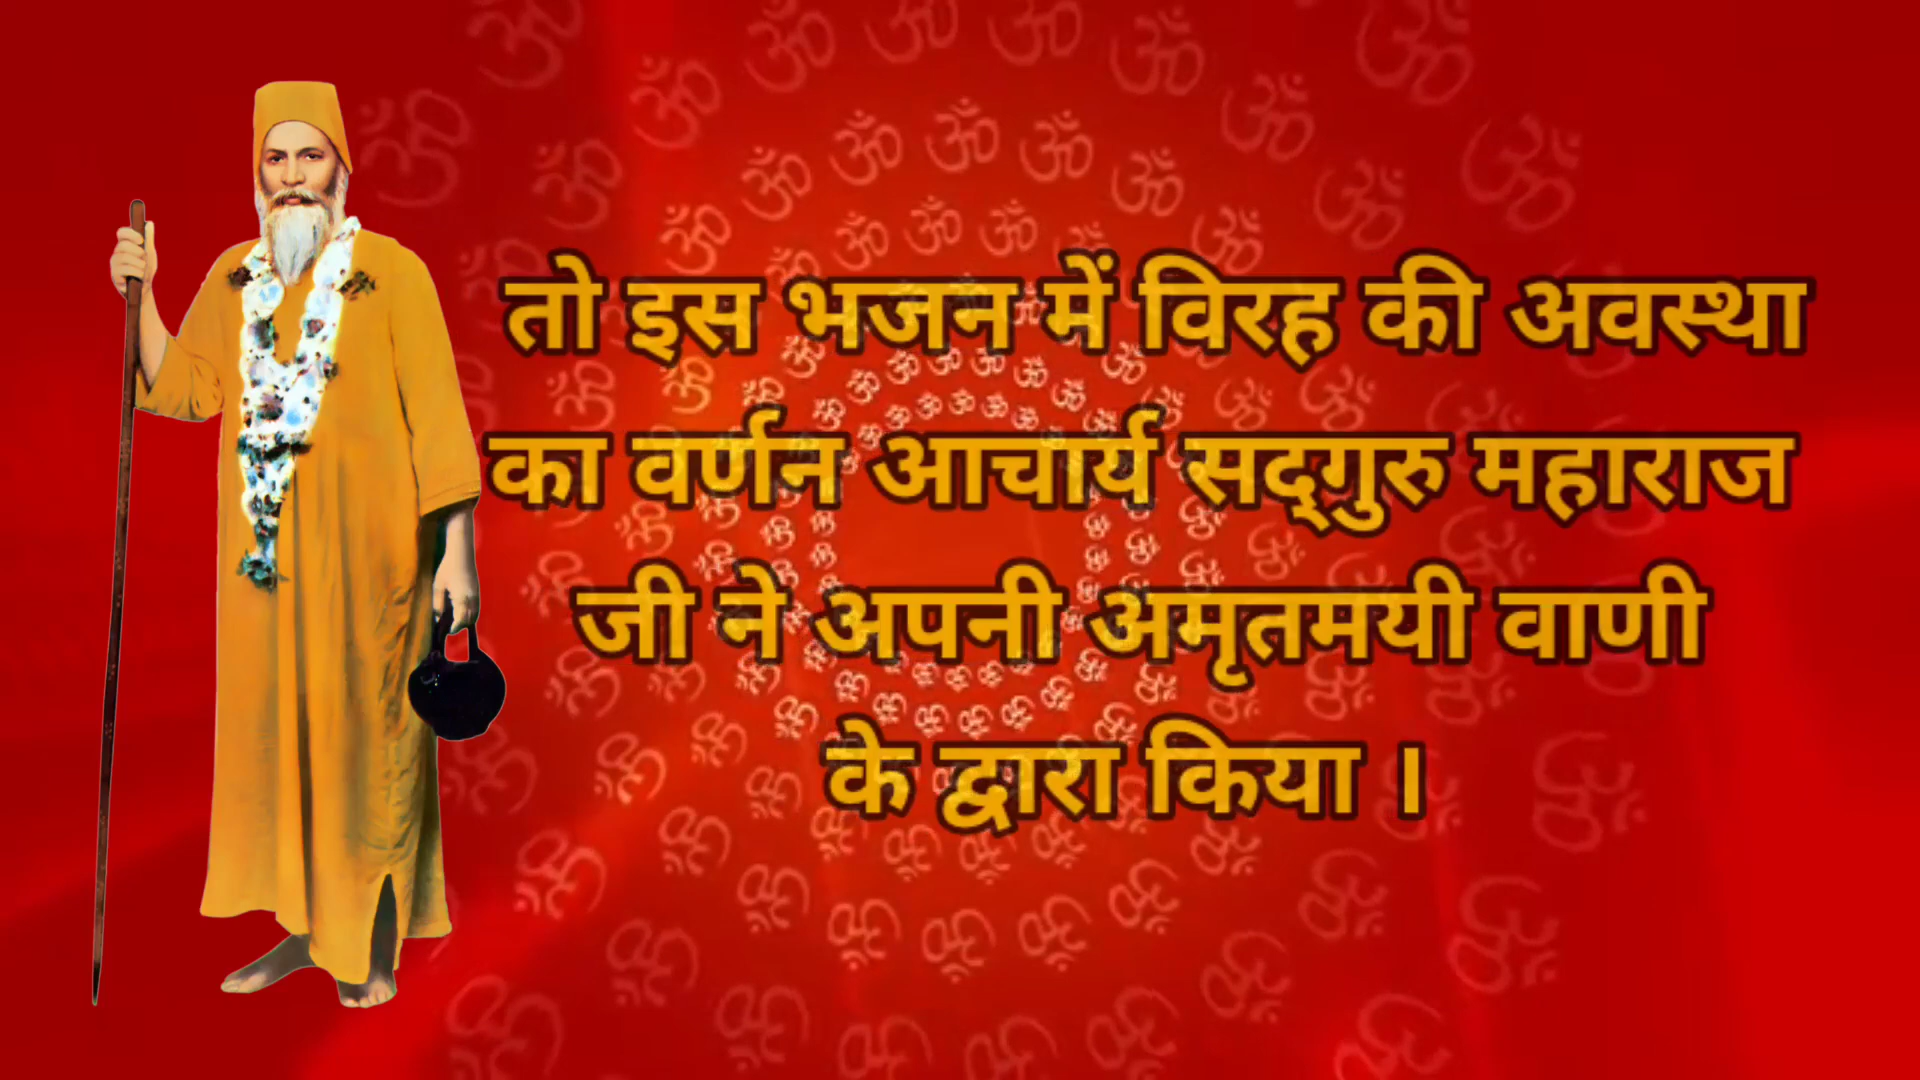 तो इस भजन में विरह की अवस्था
का वर्णन आचार्य सद्‌गुरु महाराज
जी ने अपनी अमृतमयी वाणी
के द्वारा किया ।